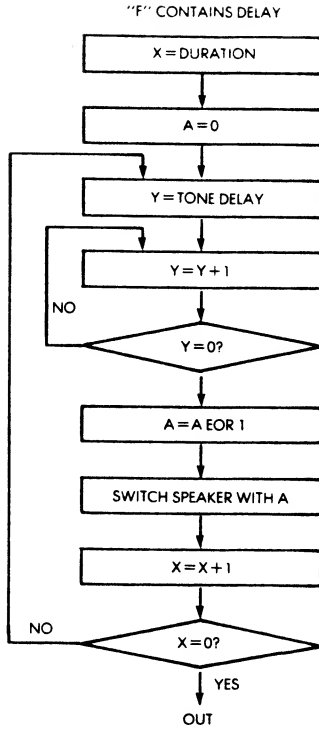 "F" CONTAINS DELAY
X = DURATION
A = 0
Y = TONE DELAY
Y = Y + 1
NO
Y = 0?
A = A EOR 1
SWITCH SPEAKER WITH A
X = X + 1
NO
X = 0?
YES
OUT